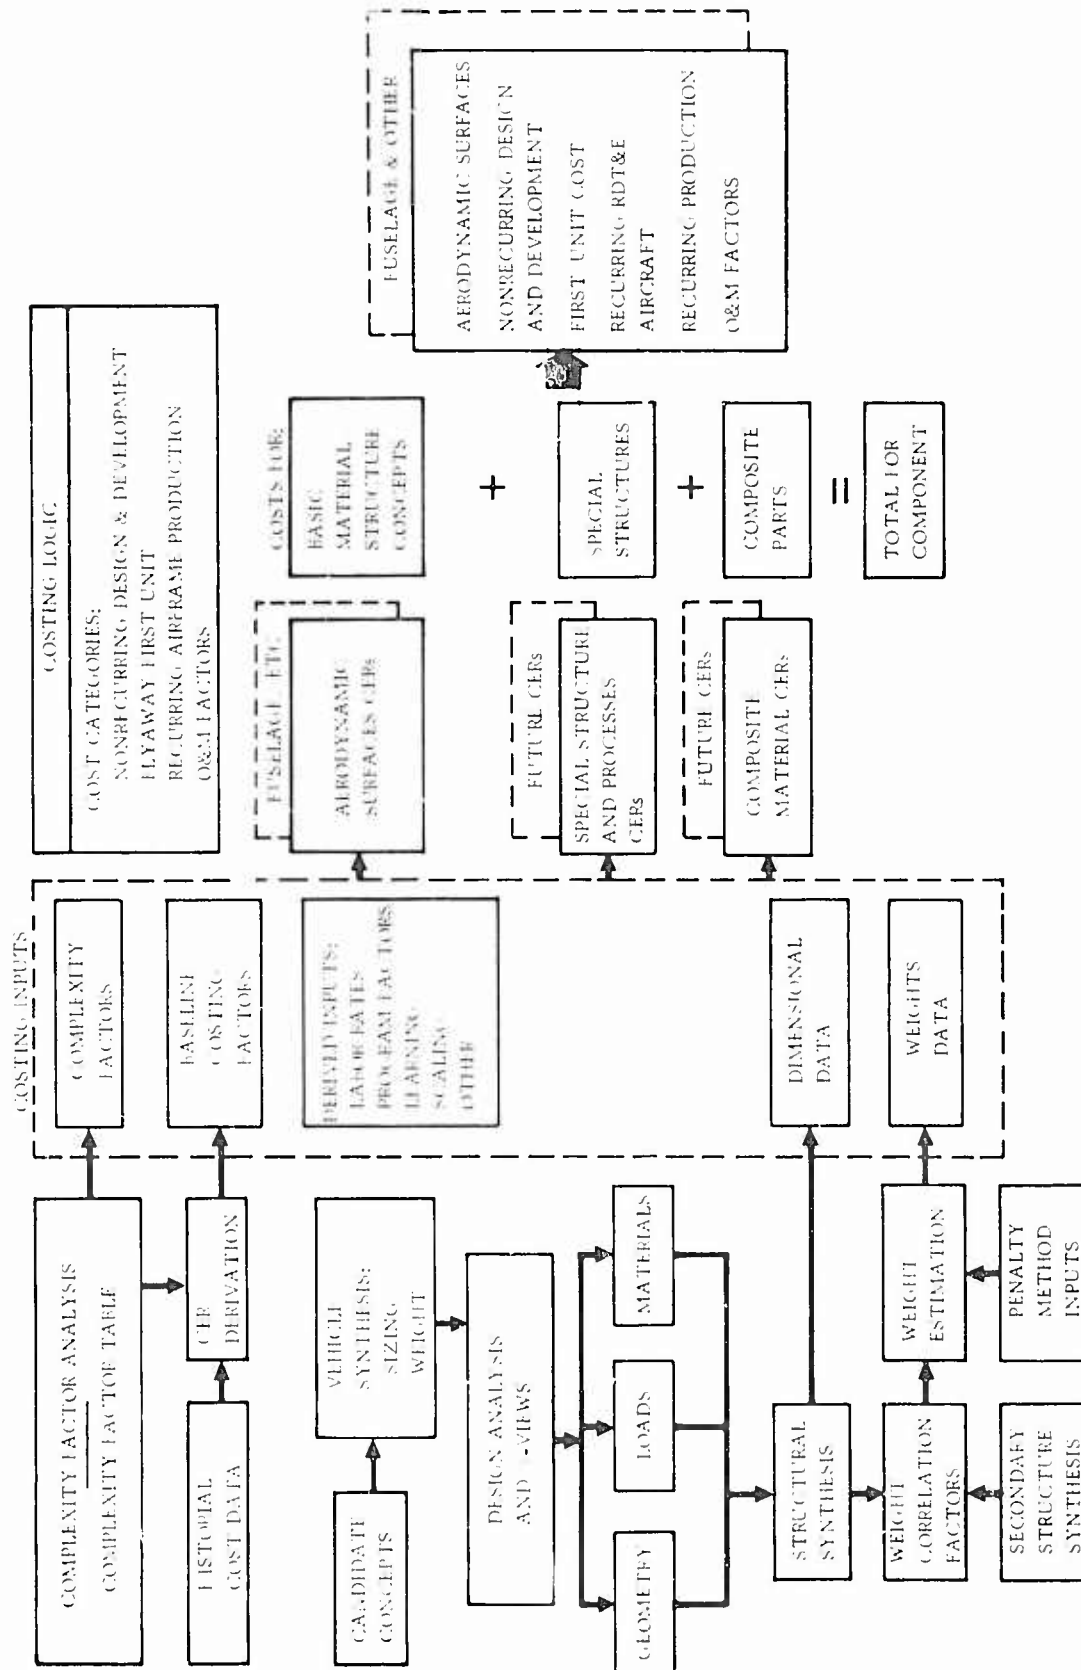 COMPLEXITY FACTOR ANALYSIS
COMPLEXITY FACTOR TABLE
HISTORIAL
COST DATA
CER
DERIVATION
CANDIDATE
CONCEPTS
VEHICLE
SYNTHESIS:
SIZING
WEIGHT
DESIGN ANALYSIS
AND -VIEWS
GEOMETRY
LOADS
MATERIALS
STRUCTURAL
SYNTHESIS
WEIGHT
CORRELATION
FACTORS
WEIGHT
ESTIMATION
SECONDARY
STRUCTURE
SYNTHESIS
PENALTY
METHOD
INPUTS
COSTING INPUTS
COMPLEXITY
FACTORS
BASELINE
COSTING
FACTORS
DERIVED INPUTS:
LABOR RATES
PROGRAM FACTORS
LEARNING
SCALING
OTHER
DIMENSIONAL
DATA
WEIGHTS
DATA
COSTING LOGIC
COST CATEGORIES:
NONRECURRING DESIGN & DEVELOPMENT
FLYAWAY FIRST UNIT
RECURRING AIRFRAME PRODUCTION
O&M FACTORS
FUSELAGE, ETC
AERODYNAMIC
SURFACES CERs
FUTURE CERs
SPECIAL STRUCTURE
AND PROCESSES
CERs
FUTURE CERs
COMPOSITE
MATERIAL CERs
COSTS FOR:
BASIC
MATERIAL
STRUCTURE
CONCEPTS
+
SPECIAL
STRUCTURES
+
COMPOSITE
PARTS
=
TOTAL FOR
COMPONENT
FUSELAGE & OTHER
AERODYNAMIC SURFACES
NONRECURRING DESIGN
AND DEVELOPMENT
FIRST UNIT COST
RECURRING RDT&E
AIRCRAFT
RECURRING PRODUCTION
O&M FACTORS